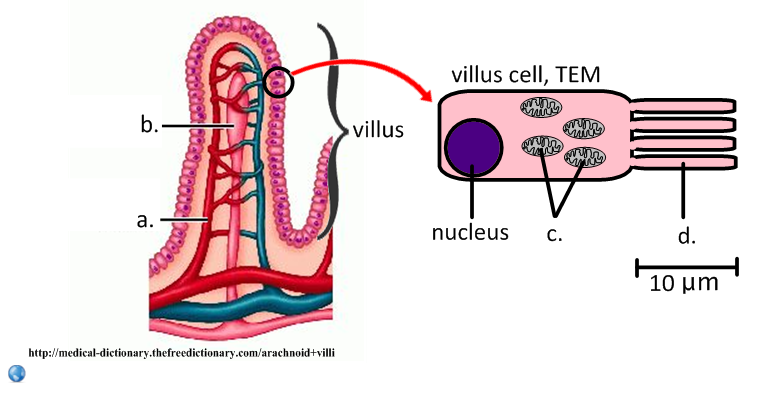 villus cell, TEM
b.
villus
a.
nucleus
c.
d.
10 µm
http://medical-dictionary.thefreedictionary.com/arachnoid+villi